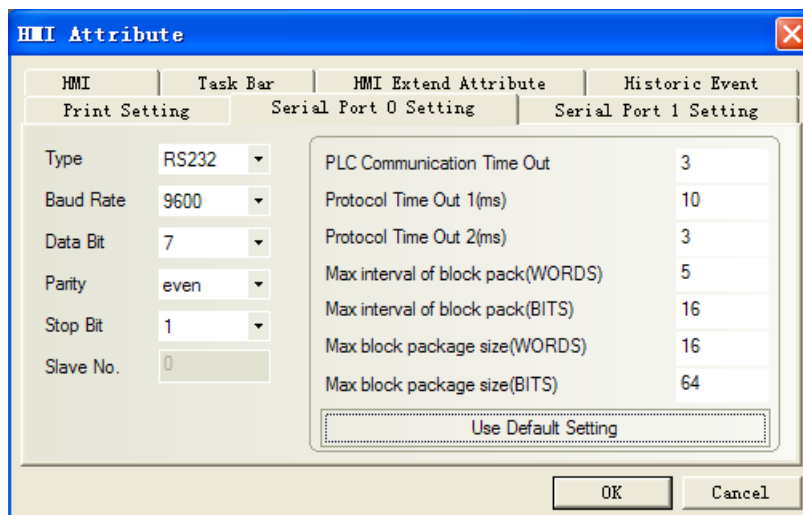 HMI Attribute
HMI Task Bar HMI Extend Attribute Historic Event
Print Setting Serial Port 0 Setting Serial Port 1 Setting
Type RS232
Baud Rate 9600
Data Bit 7
Parity even
Stop Bit 1
Slave No. 0
PLC Communication Time Out 3
Protocol Time Out 1(ms) 10
Protocol Time Out 2(ms) 3
Max interval of block pack(WORDS) 5
Max interval of block pack(BITS) 16
Max block package size(WORDS) 16
Max block package size(BITS) 64
Use Default Setting
OK Cancel